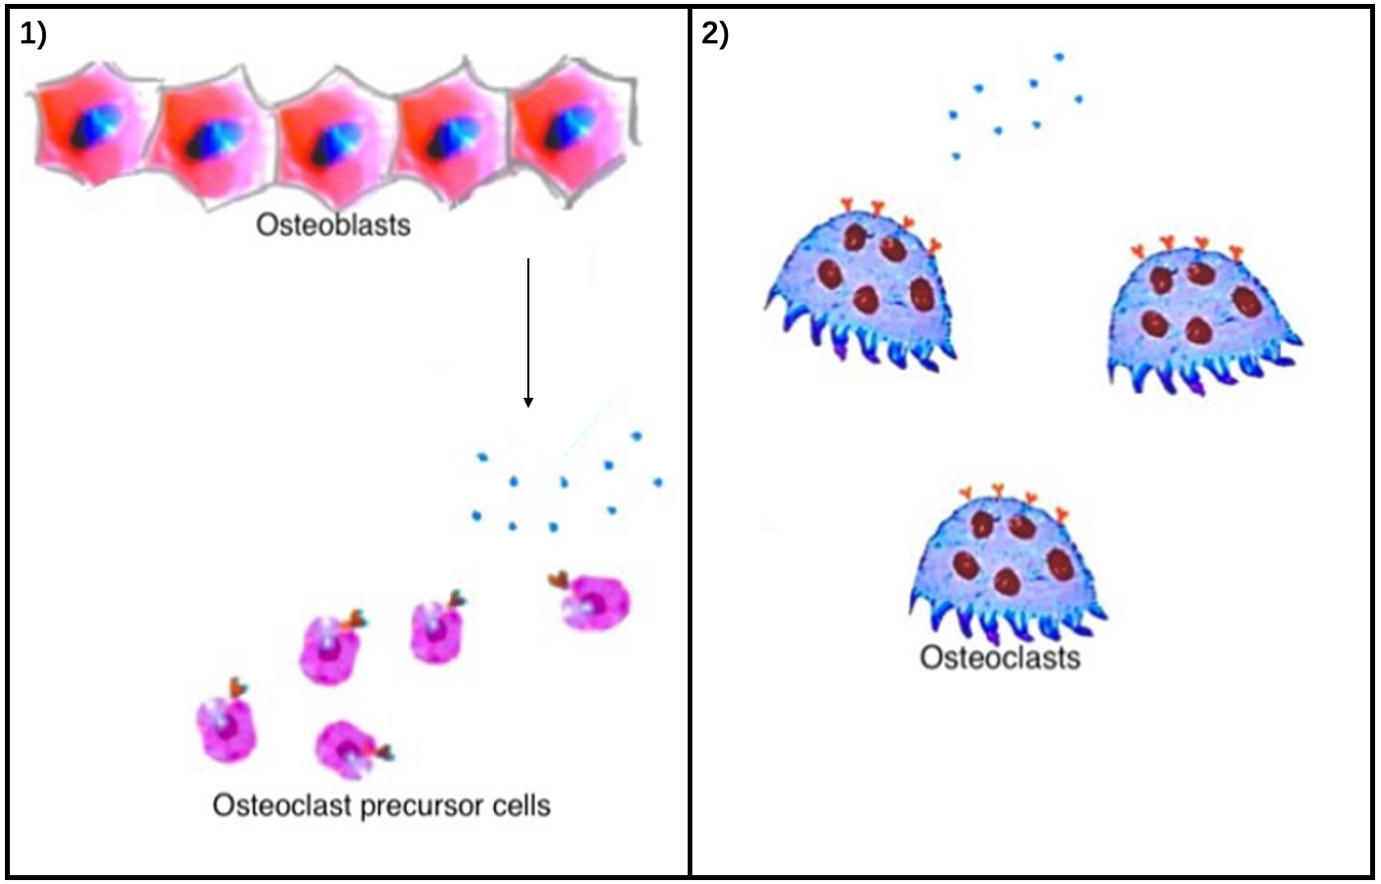 1)
Osteoblasts
Osteoclast precursor cells
2)
Osteoclasts